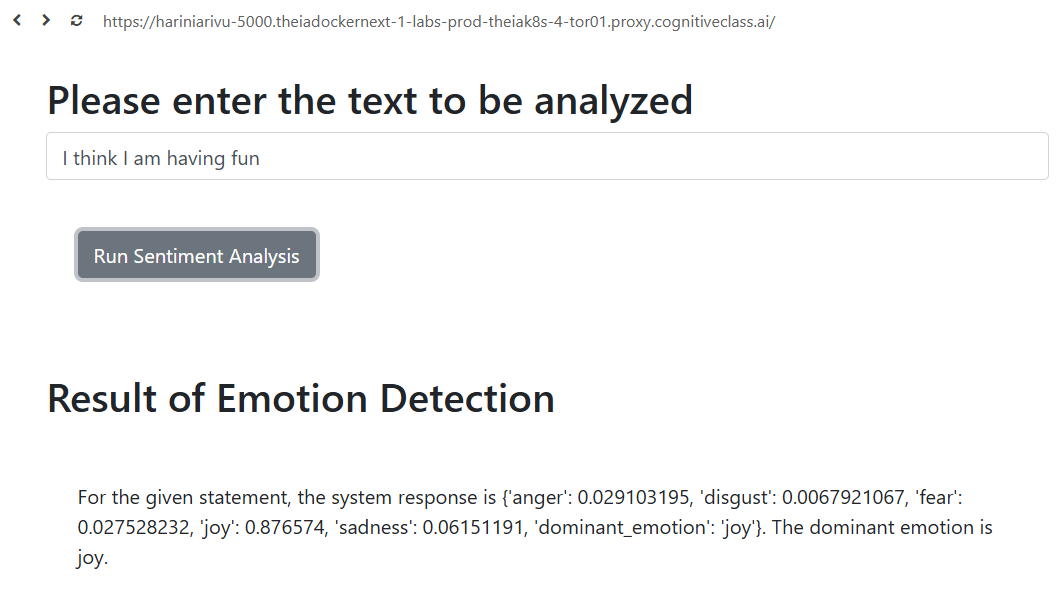 https://hariniarivu-5000.theiadockernext-1-labs-prod-theiak8s-4-tor01.proxy.cognitiveclass.ai/
Please enter the text to be analyzed
I think I am having fun
Run Sentiment Analysis
Result of Emotion Detection
For the given statement, the system response is {'anger': 0.029103195, 'disgust': 0.0067921067, 'fear':
0.027528232, 'joy': 0.876574, 'sadness': 0.06151191, 'dominant_emotion': 'joy'}. The dominant emotion is
joy.